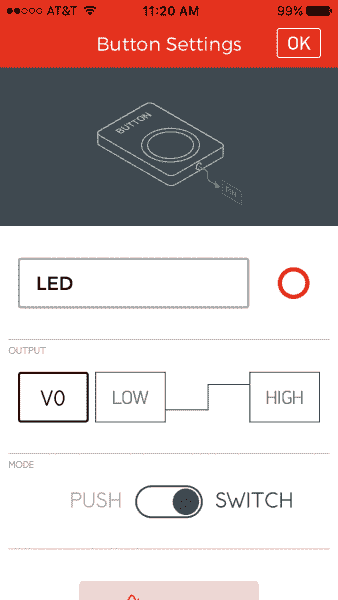 AT&T 11:20 AM 99%
Button Settings OK
BUTTON
PIN
LED
OUTPUT
V0 LOW HIGH
MODE
PUSH SWITCH